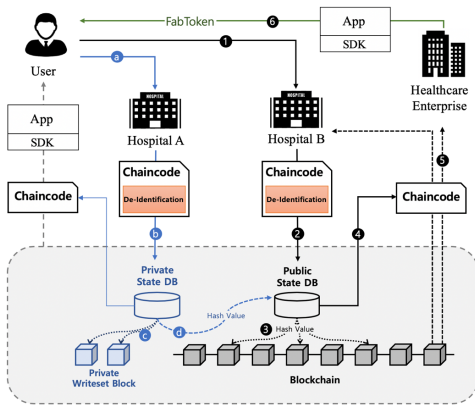 FabToken
6
App
SDK
1
a
User
HOSPITAL
HOSPITAL
Healthcare
Enterprise
Hospital A
Hospital B
App
SDK
5
Chaincode
De-Identification
Chaincode
De-Identification
Chaincode
Chaincode
b
2
4
Private
State DB
Public
State DB
d
Hash Value
c
3
Hash Value
Private
Writeset Block
Blockchain